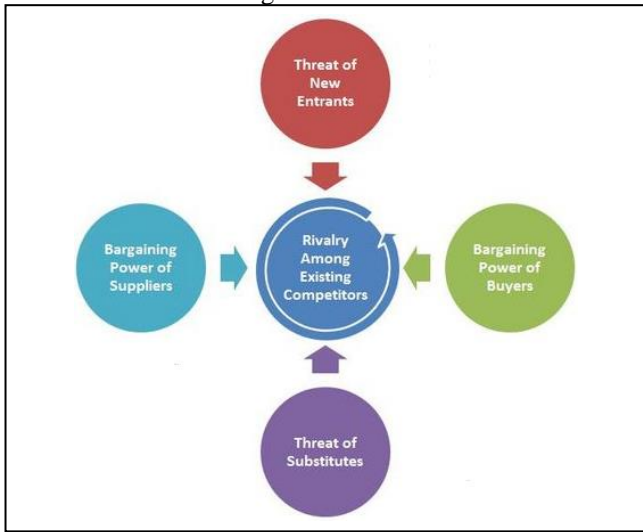 Threat of
New
Entrants
Bargaining
Power of
Suppliers
Rivalry
Among
Existing
Competitors
Bargaining
Power of
Buyers
Threat of
Substitutes